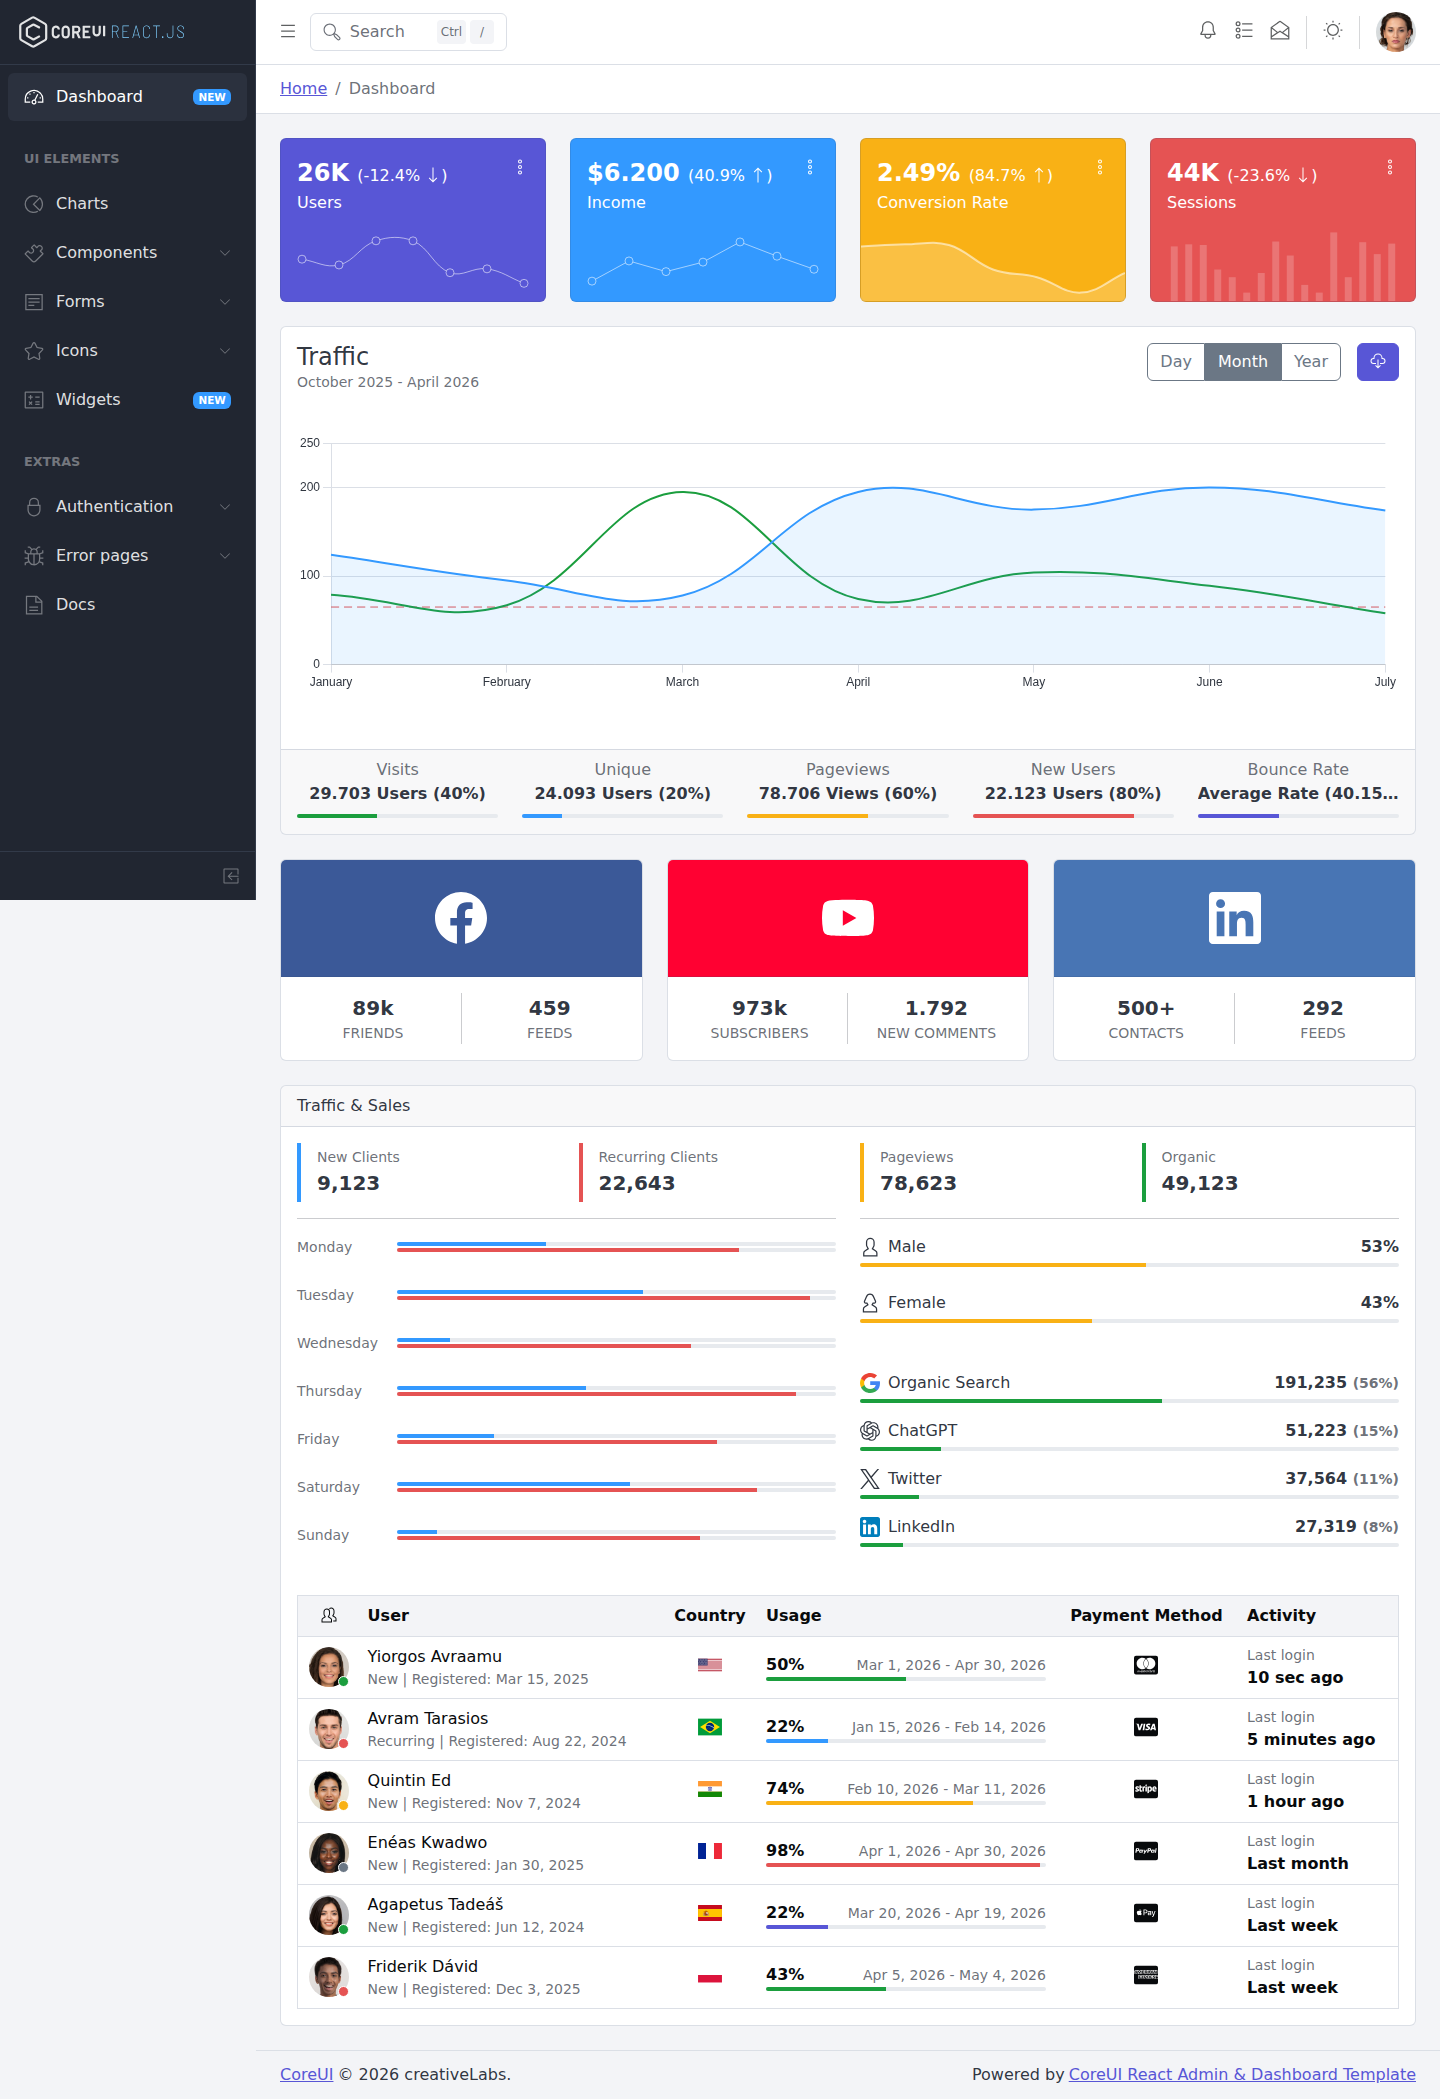 COREUI REACT.JS
Dashboard NEW
UI ELEMENTS
Charts
Components
Forms
Icons
Widgets NEW
EXTRAS
Authentication
Error pages
Docs
Search Ctrl /
Home / Dashboard
26K (-12.4% ↓)
Users
$6.200 (40.9% ↑)
Income
2.49% (84.7% ↑)
Conversion Rate
44K (-23.6% ↓)
Sessions
Traffic
October 2025 - April 2026
Day Month Year
250
200
100
0
January February March April May June July
Visits
29.703 Users (40%)
Unique
24.093 Users (20%)
Pageviews
78.706 Views (60%)
New Users
22.123 Users (80%)
Bounce Rate
Average Rate (40.15...
89k
FRIENDS
459
FEEDS
973k
SUBSCRIBERS
1.792
NEW COMMENTS
in
500+
CONTACTS
292
FEEDS
Traffic & Sales
New Clients
9,123
Recurring Clients
22,643
Pageviews
78,623
Organic
49,123
Monday
Tuesday
Wednesday
Thursday
Friday
Saturday
Sunday
Male 53%
Female 43%
Organic Search 191,235 (56%)
ChatGPT 51,223 (15%)
Twitter 37,564 (11%)
LinkedIn 27,319 (8%)
User Country Usage Payment Method Activity
Yiorgos Avraamu
New | Registered: Mar 15, 2025
50% Mar 1, 2026 - Apr 30, 2026
Last login
10 sec ago
Avram Tarasios
Recurring | Registered: Aug 22, 2024
22% Jan 15, 2026 - Feb 14, 2026
VISA
Last login
5 minutes ago
Quintin Ed
New | Registered: Nov 7, 2024
74% Feb 10, 2026 - Mar 11, 2026
stripe
Last login
1 hour ago
Enéas Kwadwo
New | Registered: Jan 30, 2025
98% Apr 1, 2026 - Apr 30, 2026
PayPal
Last login
Last month
Agapetus Tadeáš
New | Registered: Jun 12, 2024
22% Mar 20, 2026 - Apr 19, 2026
Pay
Last login
Last week
Friderik Dávid
New | Registered: Dec 3, 2025
43% Apr 5, 2026 - May 4, 2026
Last login
Last week
CoreUI © 2026 creativeLabs.
Powered by CoreUI React Admin & Dashboard Template